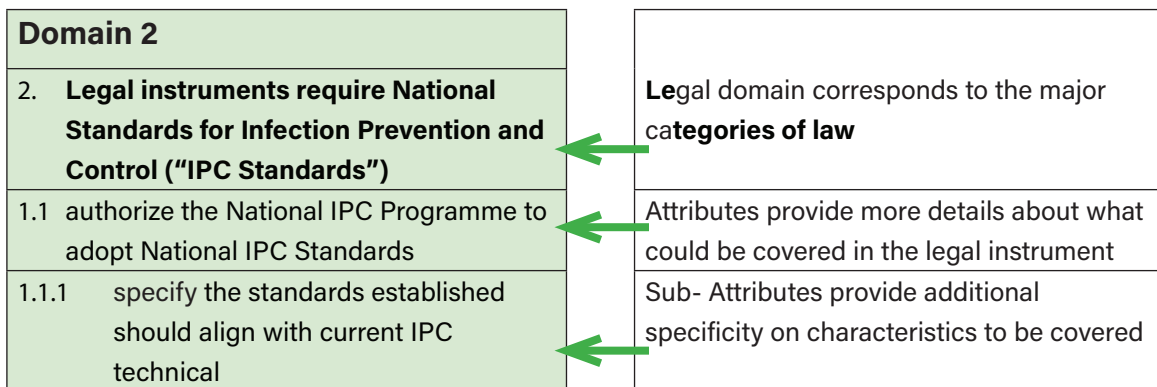 Domain 2
2. Legal instruments require National
Standards for Infection Prevention and
Control (“IPC Standards”)
Legal domain corresponds to the major
categories of law
1.1 authorize the National IPC Programme to
adopt National IPC Standards
Attributes provide more details about what
could be covered in the legal instrument
1.1.1 specify the standards established
should align with current IPC
technical
Sub- Attributes provide additional
specificity on characteristics to be covered